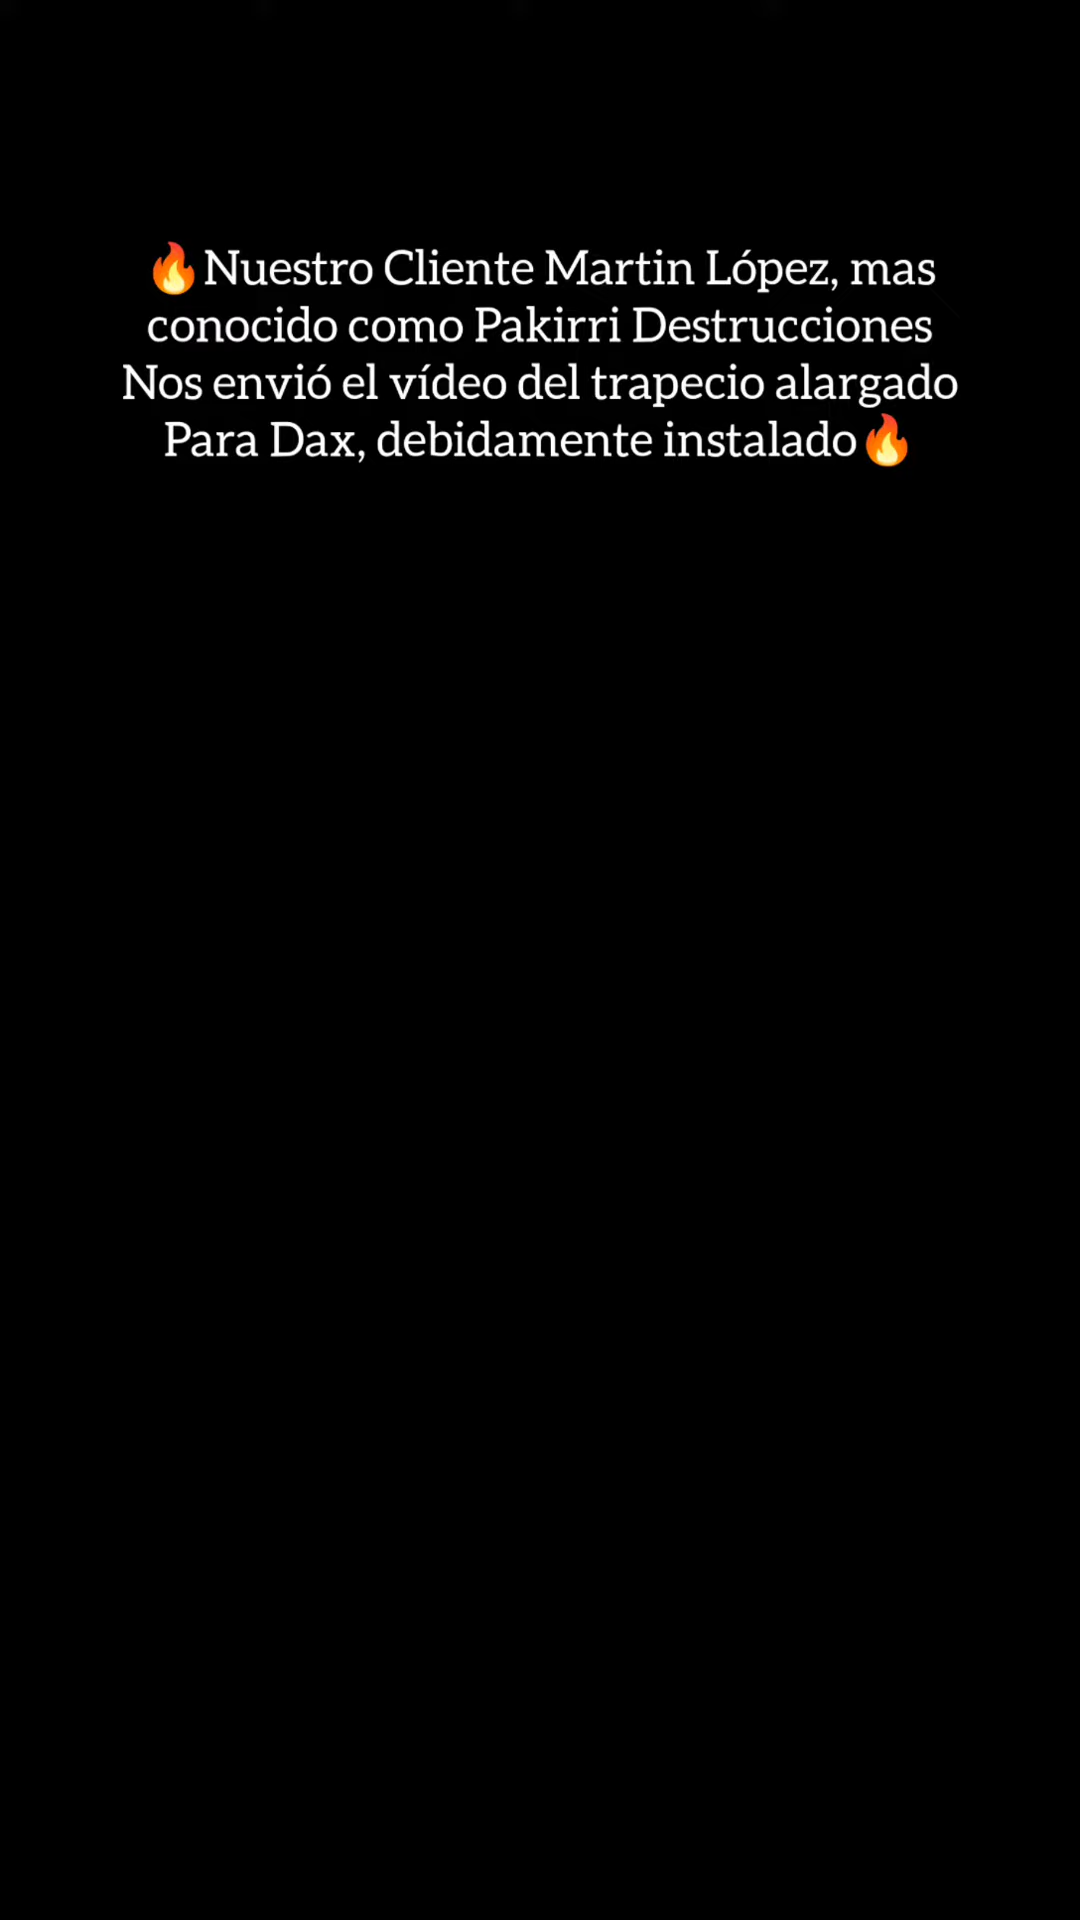 🔥Nuestro Cliente Martin López, mas
conocido como Pakirri Destrucciones
Nos envió el vídeo del trapecio alargado
Para Dax, debidamente instalado🔥